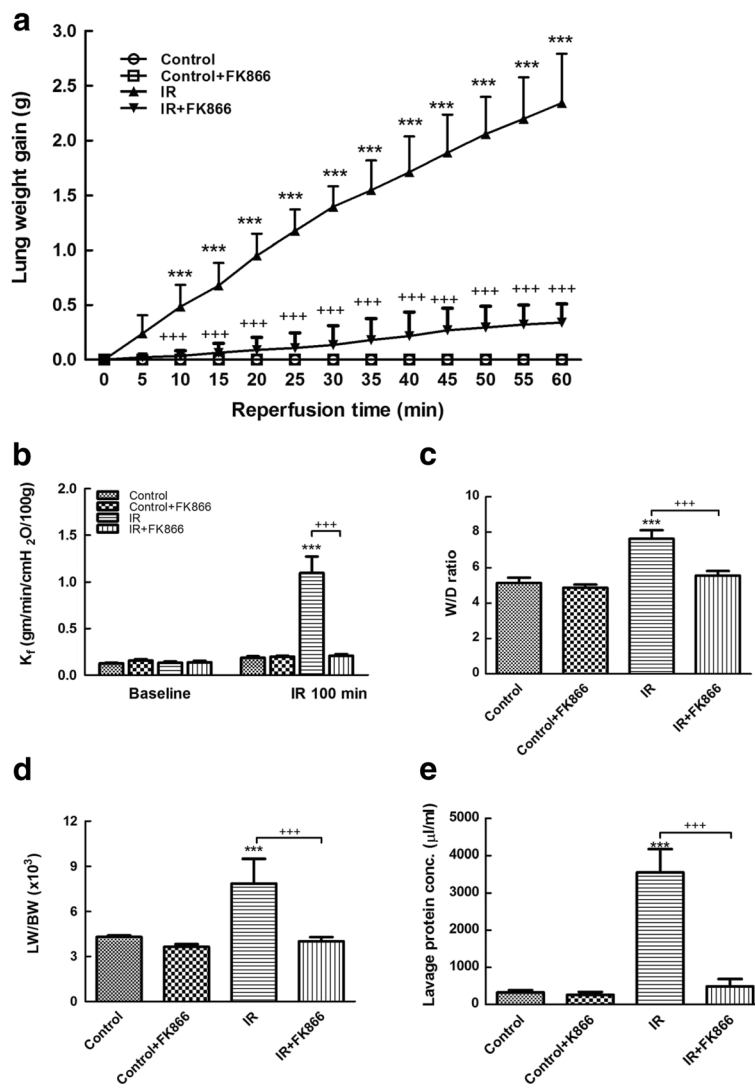 a
Control
Control+FK866
IR
IR+FK866
Lung weight gain (g)
3.0
2.5
2.0
1.5
1.0
0.5
0.0
*** *** *** *** *** *** *** *** *** *** ***
+++ +++ +++ +++ +++ +++ +++ +++ +++ +++ +++
0 5 10 15 20 25 30 35 40 45 50 55 60
Reperfusion time (min)
b
Control
Control+FK866
IR
IR+FK866
Kf (gm/min/cmH 2O/100g)
2.0
1.5
1.0
0.5
0.0
+++
***
Baseline IR 100 min
c
W/D ratio
10
8
6
4
2
0
+++
***
Control Control+FK866 IR IR+FK866
d
LW/BW (x10³)
12
9
6
3
0
+++
***
Control Control+FK866 IR IR+FK866
e
Lavage protein conc. (µl/ml)
5000
4000
3000
2000
1000
0
+++
***
Control Control+K866 IR IR+FK866